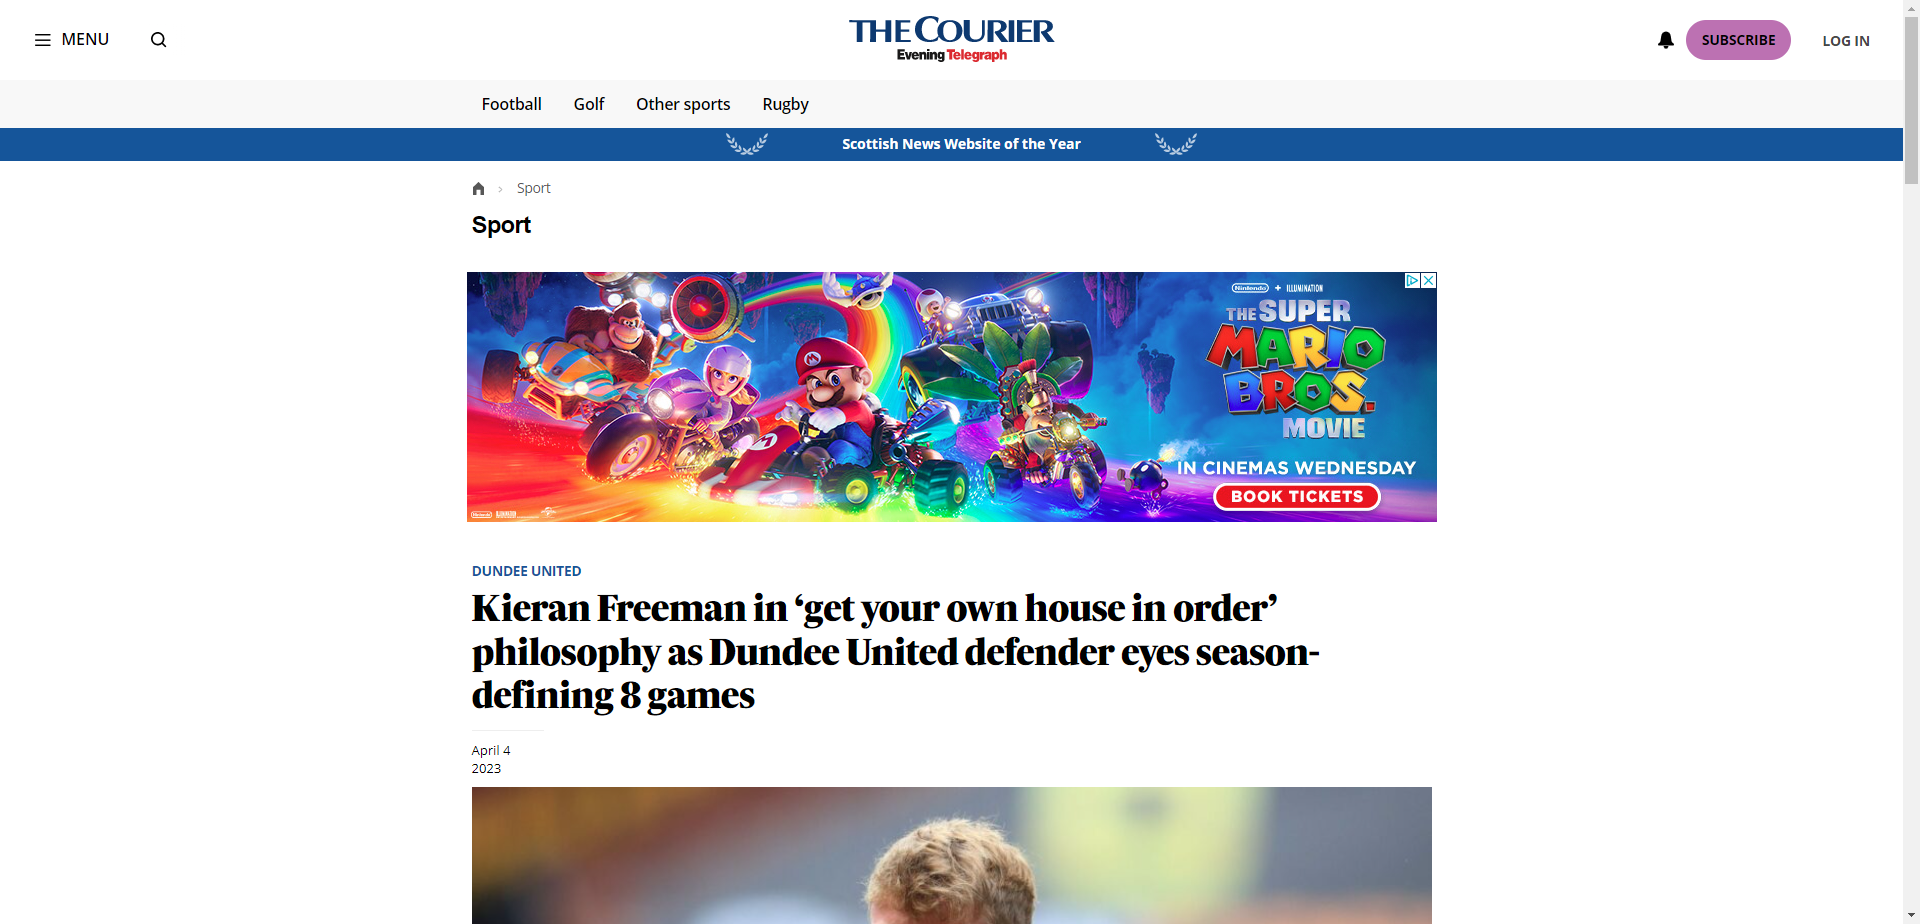 MENU
THE COURIER
Evening Telegraph
SUBSCRIBE
LOG IN
Football
Golf
Other sports
Rugby
Scottish News Website of the Year
Sport
Sport
Nintendo + ILLUMINATION
THE SUPER
MARIO
BROS.
MOVIE
IN CINEMAS WEDNESDAY
BOOK TICKETS
DUNDEE UNITED
Kieran Freeman in ‘get your own house in order’
philosophy as Dundee United defender eyes season-
defining 8 games
April 4
2023